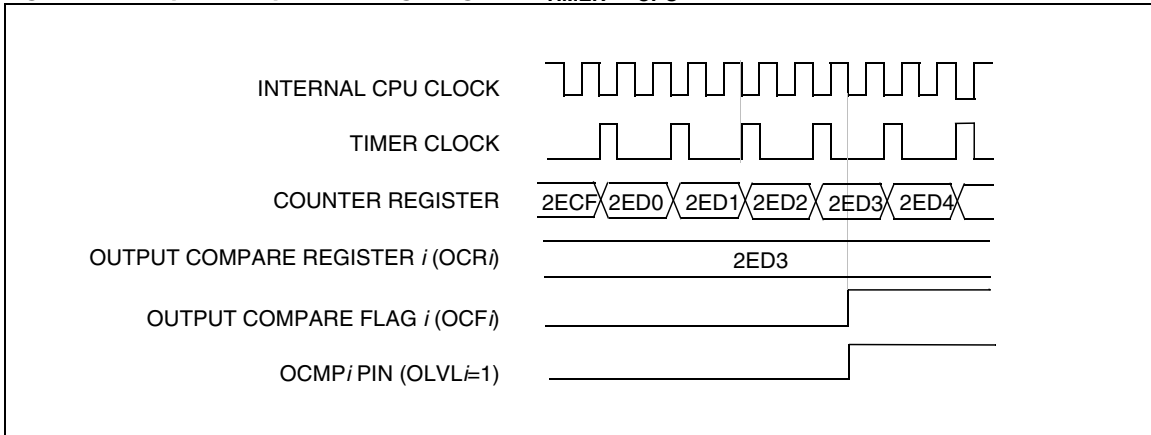 INTERNAL CPU CLOCK
TIMER CLOCK
COUNTER REGISTER 2ECF 2ED0 2ED1 2ED2 2ED3 2ED4
OUTPUT COMPARE REGISTER i (OCRi) 2ED3
OUTPUT COMPARE FLAG i (OCFi)
OCMPi PIN (OLVLi=1)